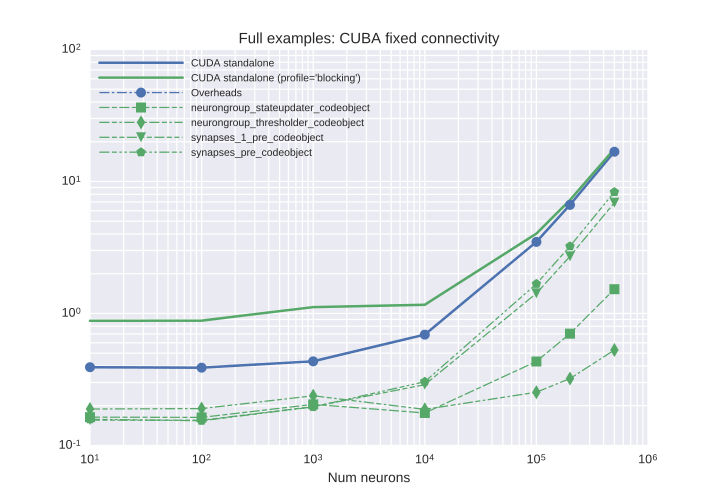 Full examples: CUBA fixed connectivity
10²
CUDA standalone
CUDA standalone (profile='blocking')
Overheads
neurongroup_stateupdater_codeobject
neurongroup_thresholder_codeobject
synapses_1_pre_codeobject
synapses_pre_codeobject
10¹
10⁰
10⁻¹
10¹ 10² 10³ 10⁴ 10⁵ 10⁶
Num neurons